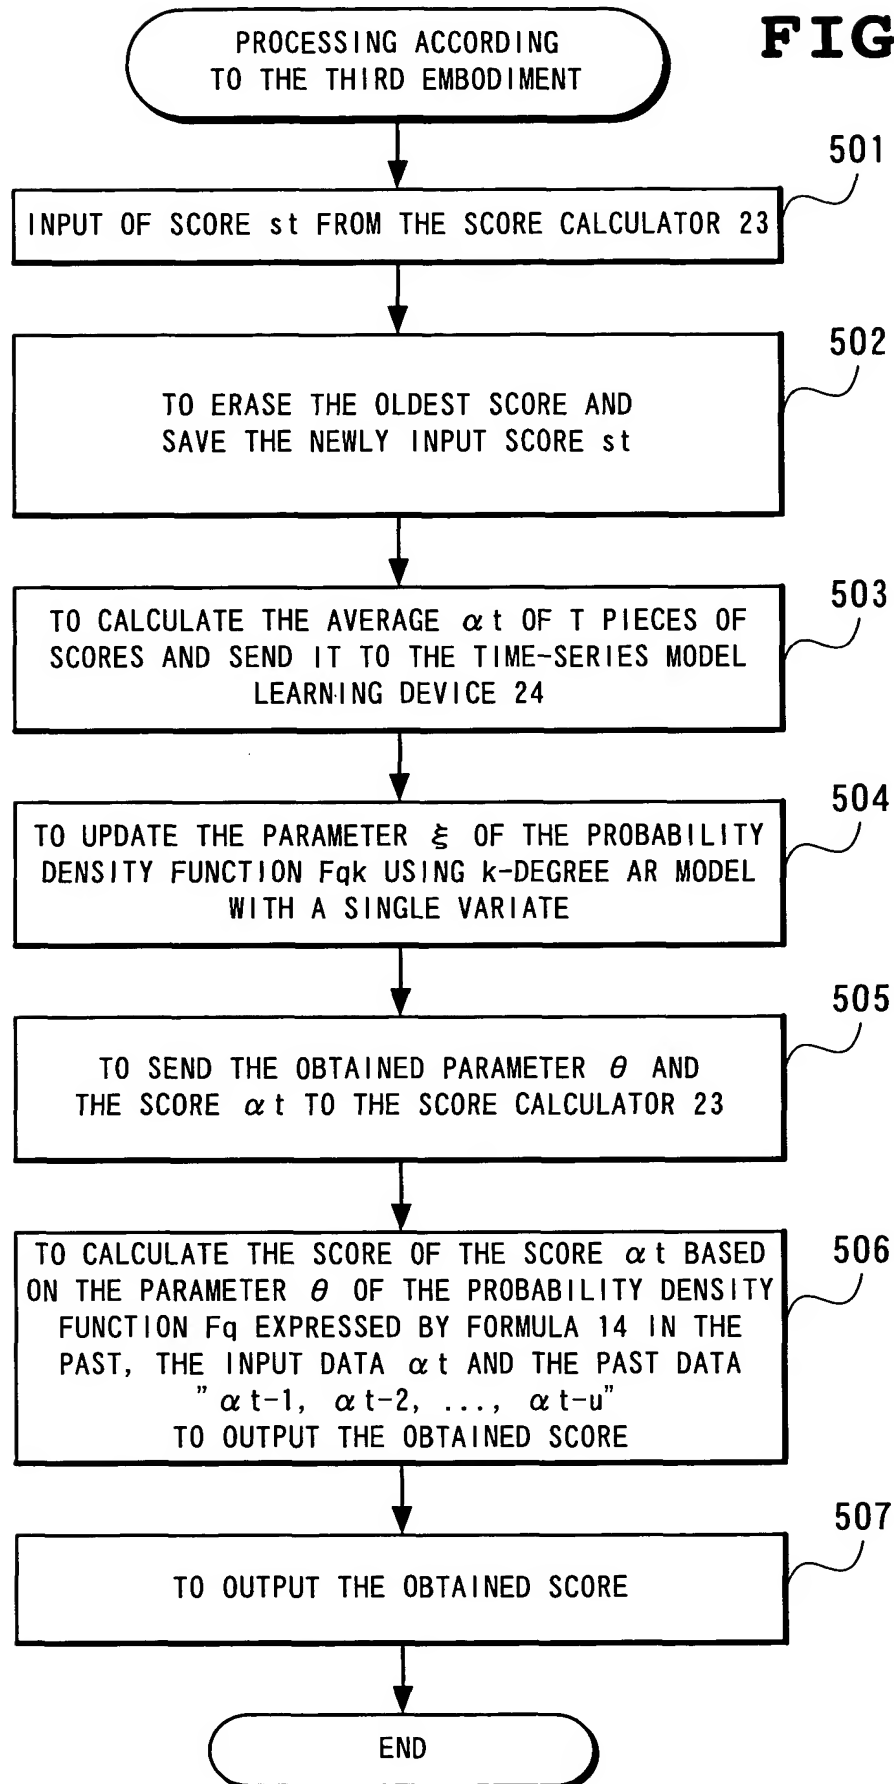 FIG
PROCESSING ACCORDING
TO THE THIRD EMBODIMENT
501
INPUT OF SCORE st FROM THE SCORE CALCULATOR 23
502
TO ERASE THE OLDEST SCORE AND
SAVE THE NEWLY INPUT SCORE st
503
TO CALCULATE THE AVERAGE αt OF T PIECES OF
SCORES AND SEND IT TO THE TIME-SERIES MODEL
LEARNING DEVICE 24
504
TO UPDATE THE PARAMETER ξ OF THE PROBABILITY
DENSITY FUNCTION Fqk USING k-DEGREE AR MODEL
WITH A SINGLE VARIATE
505
TO SEND THE OBTAINED PARAMETER θ AND
THE SCORE αt TO THE SCORE CALCULATOR 23
506
TO CALCULATE THE SCORE OF THE SCORE αt BASED
ON THE PARAMETER θ OF THE PROBABILITY DENSITY
FUNCTION Fq EXPRESSED BY FORMULA 14 IN THE
PAST, THE INPUT DATA αt AND THE PAST DATA
"αt-1, αt-2, ..., αt-u"
TO OUTPUT THE OBTAINED SCORE
507
TO OUTPUT THE OBTAINED SCORE
END